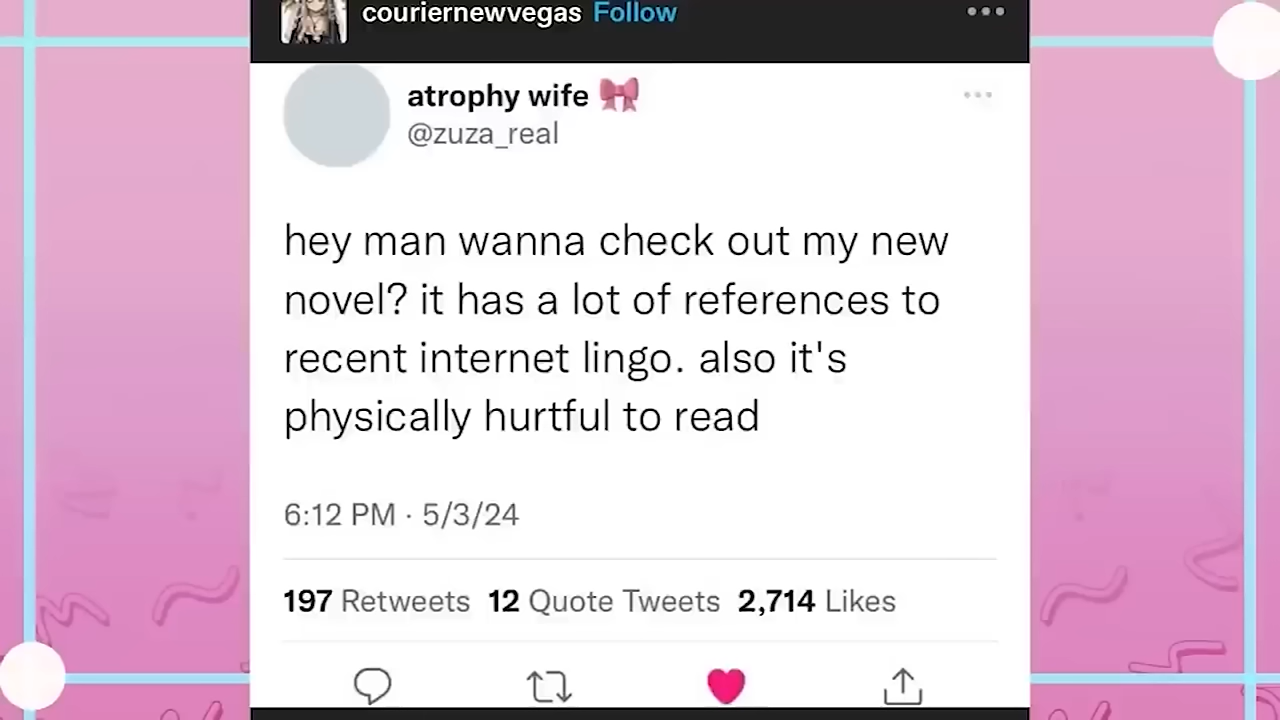 couriernewvegas Follow
atrophy wife 🎀
@zuza_real
hey man wanna check out my new
novel? it has a lot of references to
recent internet lingo. also it's
physically hurtful to read
6:12 PM · 5/3/24
197 Retweets 12 Quote Tweets 2,714 Likes